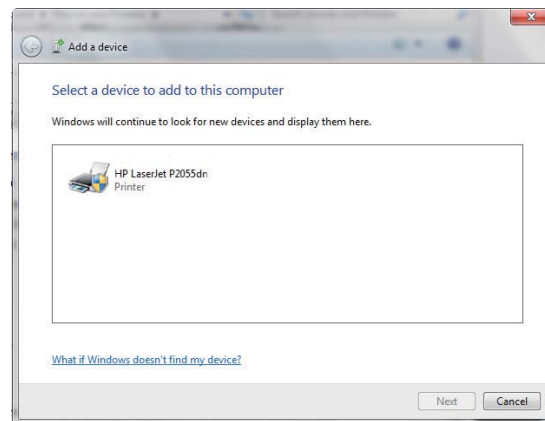 Add a device
Select a device to add to this computer
Windows will continue to look for new devices and display them here.
HP LaserJet P2055dn
Printer
What if Windows doesn't find my device?
Next
Cancel